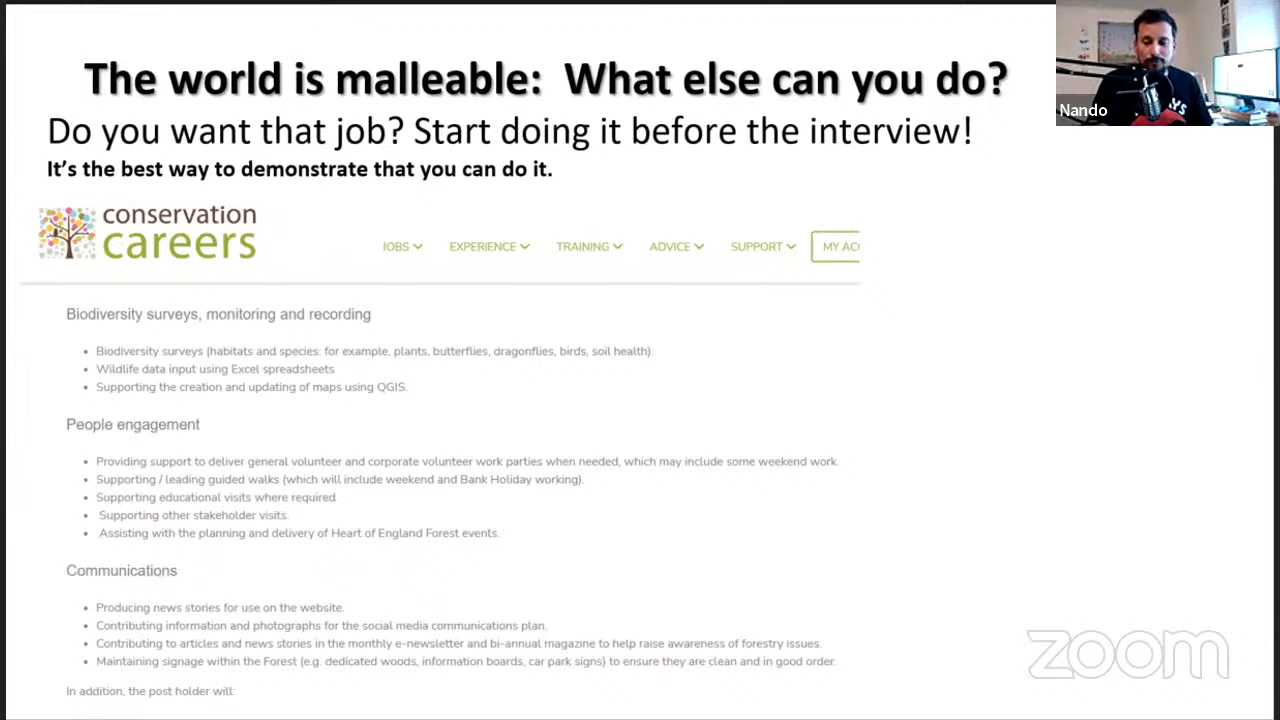 The world is malleable:  What else can you do?
Do you want that job? Start doing it before the interview!
It's the best way to demonstrate that you can do it.
Nando
conservation
careers
JOBS
EXPERIENCE
TRAINING
ADVICE
SUPPORT
MY ACC
Biodiversity surveys, monitoring and recording
Biodiversity surveys (habitats and species: for example, plants, butterflies, dragonflies, birds, soil health).
Wildlife data input using Excel spreadsheets.
Supporting the creation and updating of maps using QGIS.
People engagement
Providing support to deliver general volunteer and corporate volunteer work parties when needed, which may include some weekend work.
Supporting / leading guided walks (which will include weekend and Bank Holiday working).
Supporting educational visits where required.
Supporting other stakeholder visits.
Assisting with the planning and delivery of Heart of England Forest events.
Communications
Producing news stories for use on the website.
Contributing information and photographs for the social media communications plan.
Contributing to articles and news stories in the monthly e-newsletter and bi-annual magazine to help raise awareness of forestry issues.
Maintaining signage within the Forest (e.g. dedicated woods, information boards, car park signs) to ensure they are clean and in good order.
In addition, the post holder will:
zoom